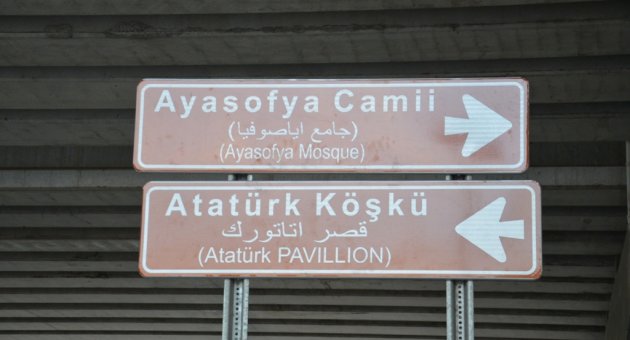 Ayasofya Camii
(جامع اياصوفيا)
(Ayasofya Mosque)
Atatürk Köşkü
قصر اتاتورك
(Atatürk PAVILLION)